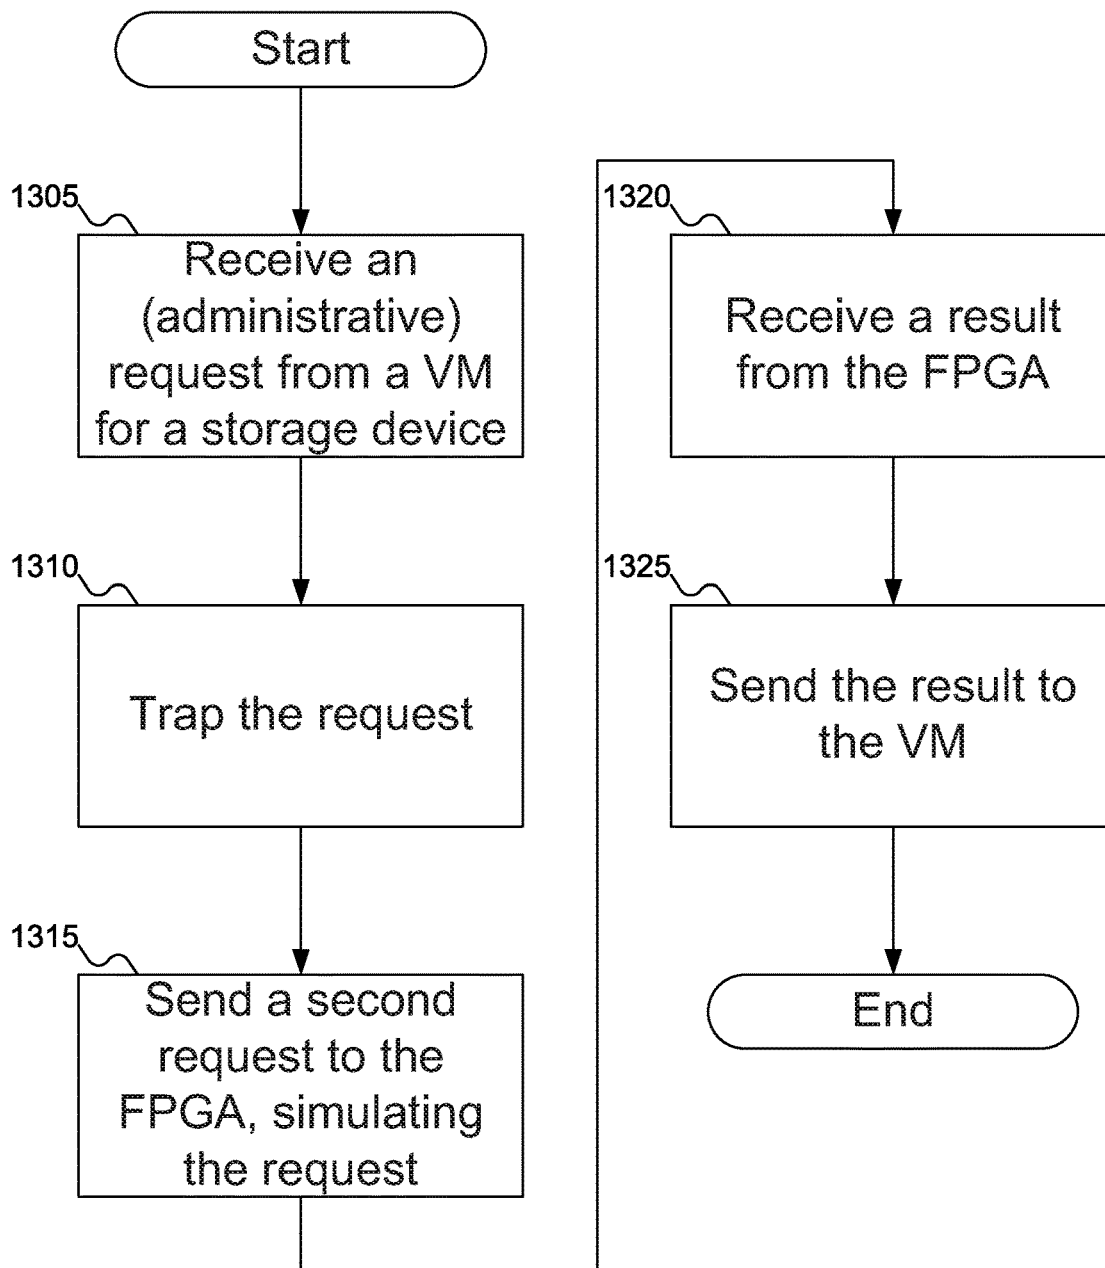 Start
1305
Receive an
(administrative)
request from a VM
for a storage device
1310
Trap the request
1315
Send a second
request to the
FPGA, simulating
the request
1320
Receive a result
from the FPGA
1325
Send the result to
the VM
End